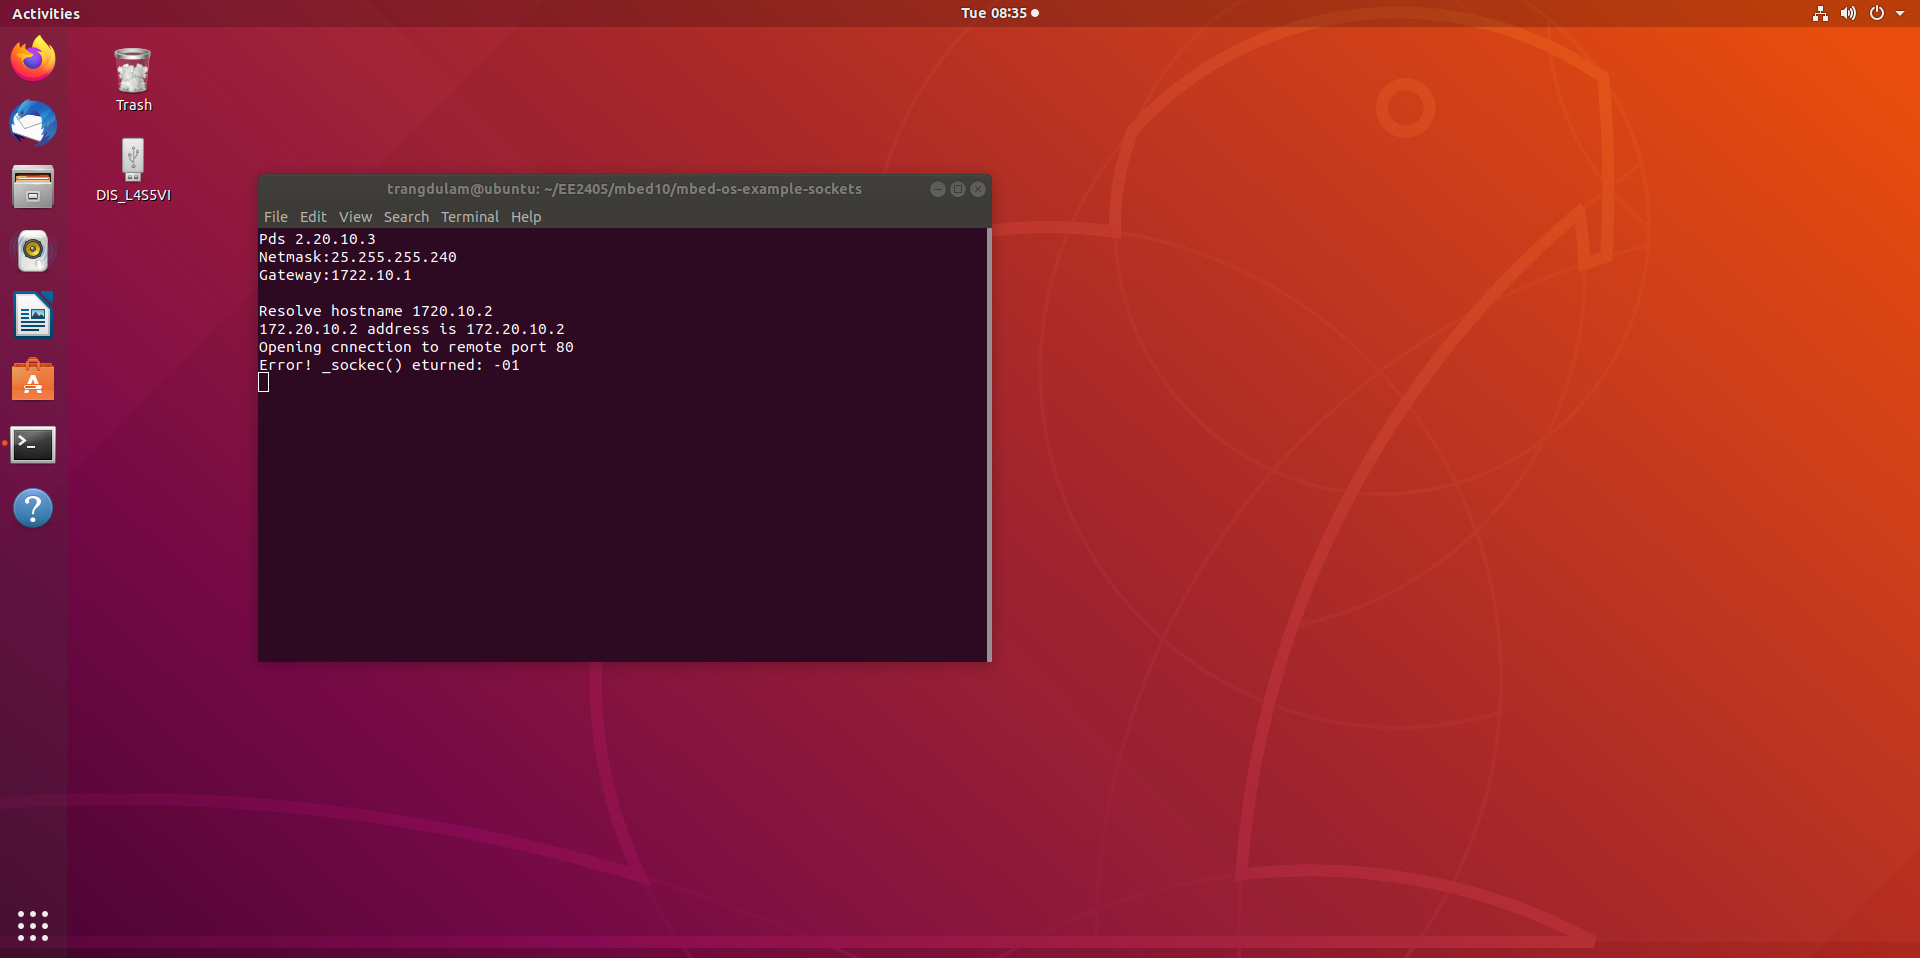 Activities
Tue 08:35
Trash
DIS_L4S5VI
trangdulam@ubuntu: ~/EE2405/mbed10/mbed-os-example-sockets
File Edit View Search Terminal Help
Pds 2.20.10.3
Netmask:25.255.255.240
Gateway:1722.10.1
Resolve hostname 1720.10.2
172.20.10.2 address is 172.20.10.2
Opening cnnection to remote port 80
Error! _sockec() eturned: -01